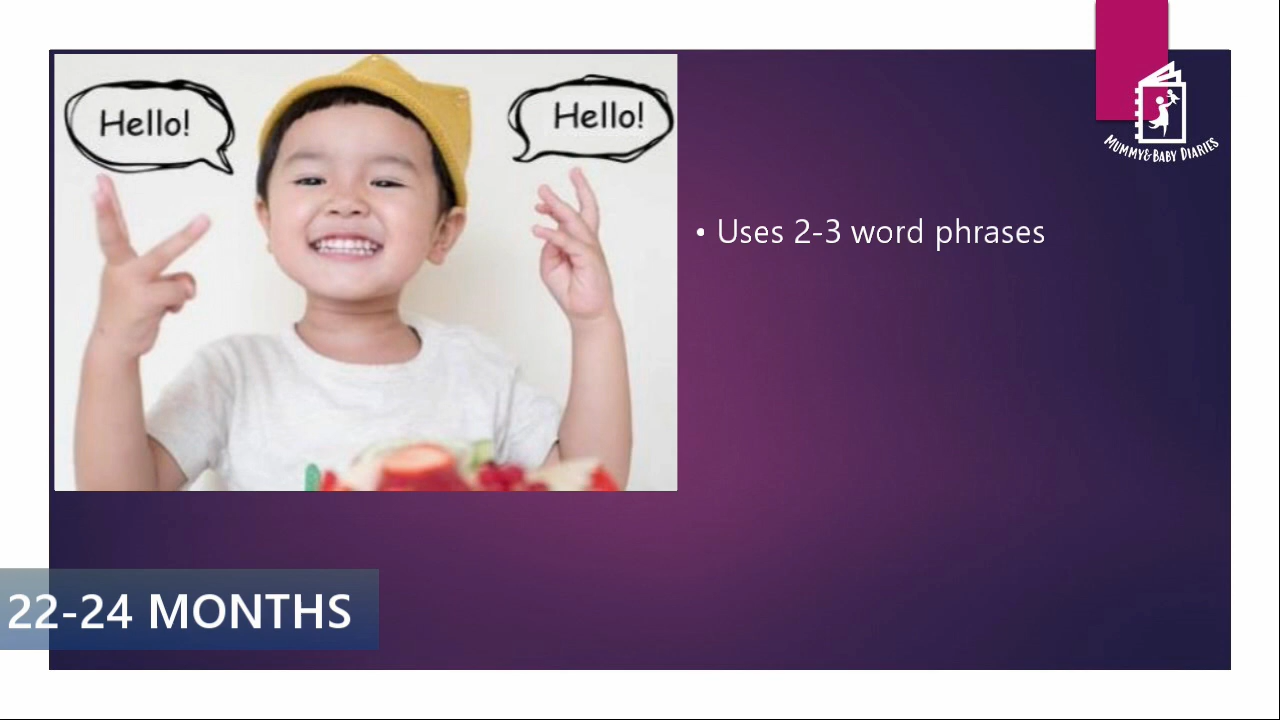 Hello!
Hello!
MUMMY&BABY DIARIES
• Uses 2-3 word phrases
22-24 MONTHS